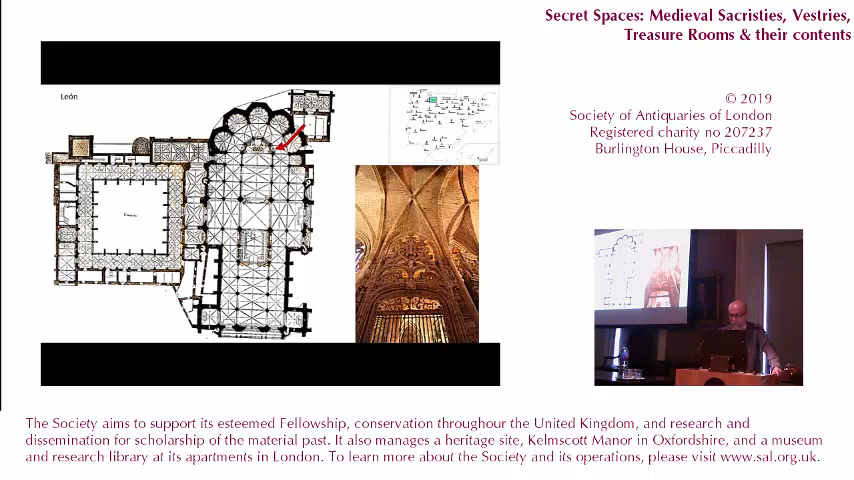 Secret Spaces: Medieval Sacristies, Vestries,
Treasure Rooms & their contents
León
© 2019
Society of Antiquaries of London
Registered charity no 207237
Burlington House, Piccadilly
The Society aims to support its esteemed Fellowship, conservation throughour the United Kingdom, and research and
dissemination for scholarship of the material past. It also manages a heritage site, Kelmscott Manor in Oxfordshire, and a museum
and research library at its apartments in London. To learn more about the Society and its operations, please visit www.sal.org.uk.